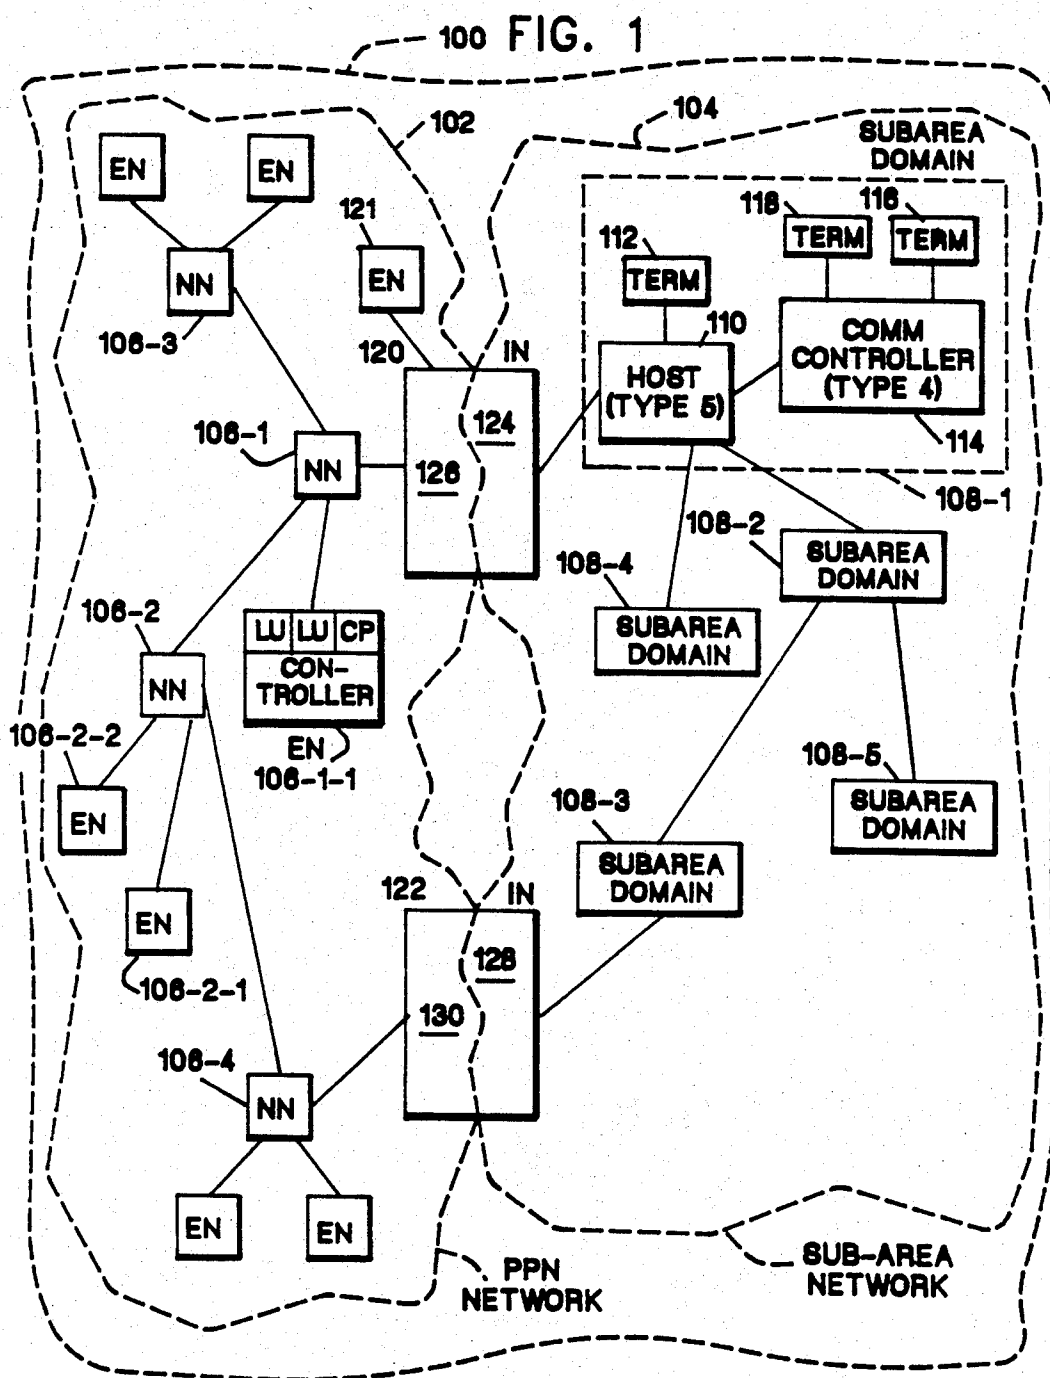 100 FIG. 1
102
104
SUBAREA
DOMAIN
EN
EN
121
118
116
TERM
TERM
112
EN
TERM
NN
110
106-3
120
IN
COMM
CONTROLLER
(TYPE 4)
HOST
(TYPE 5)
124
106-1
114
NN
126
108-1
108-2
108-4
SUBAREA
DOMAIN
106-2
LU LU CP
SUBAREA
DOMAIN
CON-
TROLLER
NN
106-2-2
EN
106-1-1
108-5
108-3
SUBAREA
DOMAIN
EN
SUBAREA
DOMAIN
122
IN
EN
128
106-2-1
130
106-4
NN
EN
EN
PPN
NETWORK
SUB-AREA
NETWORK